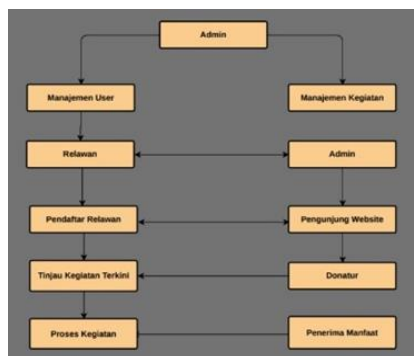 Admin
Manajemen User
Manajemen Kegiatan
Relawan
Admin
Pendaftar Relawan
Pengunjung Website
Tinjau Kegiatan Terkini
Donatur
Proses Kegiatan
Penerima Manfaat